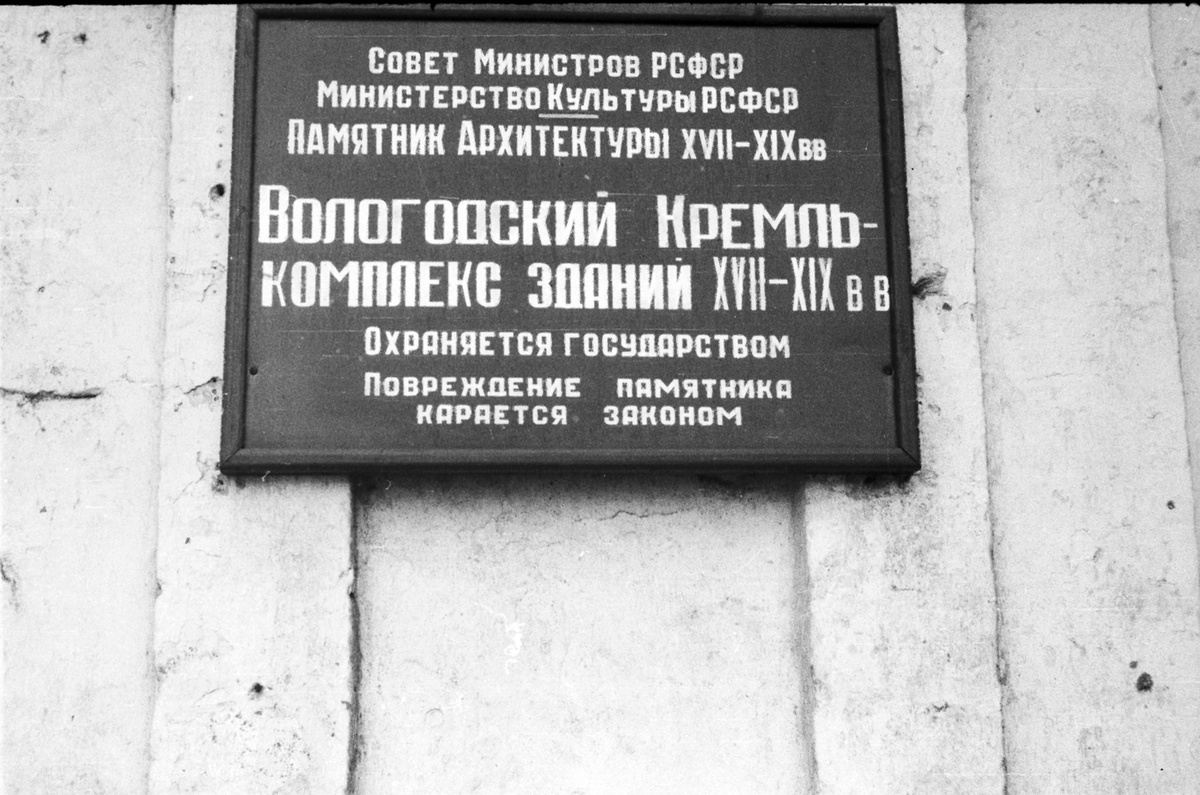 Совет Министров РСФСР
Министерство Культуры РСФСР
Памятник Архитектуры XVII-XIX вв
Вологодский Кремль-
комплекс зданий XVII-XIX в в
Охраняется государством
Повреждение памятника
карается законом